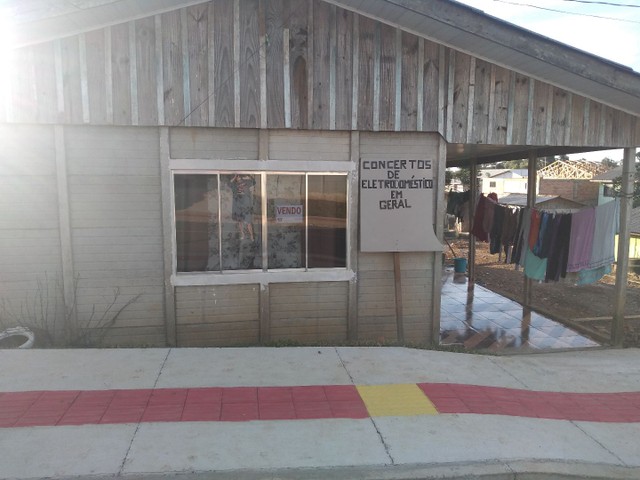 CONCERTOS
DE
ELETRODOMÉSTICO
EM
GERAL
VENDO